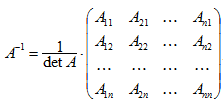 A⁻¹ = 1/det A · ( A₁₁ A₂₁ … Aₙ₁
A₁₂ A₂₂ … Aₙ₂
… … … …
A₁ₙ A₂ₙ … Aₙₙ )